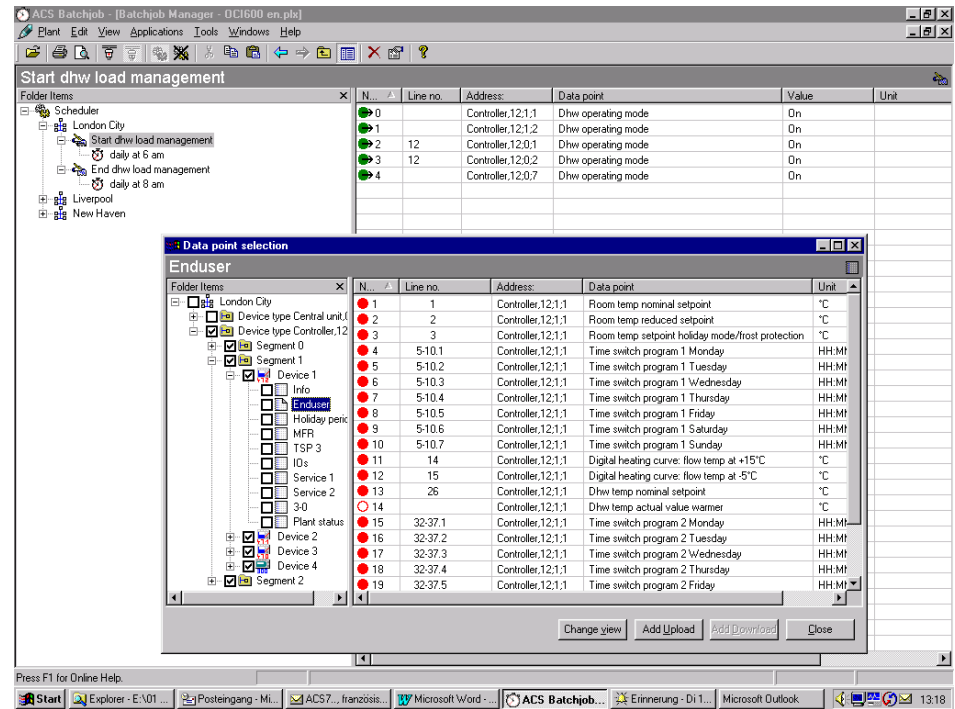 ACS Batchjob - [Batchjob Manager - OCI600 en.plx]
Plant Edit View Applications Tools Windows Help
Start dhw load management
Folder Items
N... Line no. Address: Data point Value Unit
Scheduler
London City
Start dhw load management
daily at 6 am
End dhw load management
daily at 8 am
Liverpool
New Haven
0 Controller,12;1;1 Dhw operating mode On
1 Controller,12;1;2 Dhw operating mode On
2 12 Controller,12;0;1 Dhw operating mode On
3 12 Controller,12;0;2 Dhw operating mode On
4 Controller,12;0;7 Dhw operating mode On
Data point selection
Enduser
Folder Items
London City
Device type Central unit,(
Device type Controller,12
Segment 0
Segment 1
Device 1
Info
Enduser
Holiday peric
MFR
TSP 3
IOs
Service 1
Service 2
3-0
Plant status
Device 2
Device 3
Device 4
Segment 2
N... Line no. Address: Data point Unit
1 1 Controller,12;1;1 Room temp nominal setpoint °C
2 2 Controller,12;1;1 Room temp reduced setpoint °C
3 3 Controller,12;1;1 Room temp setpoint holiday mode/frost protection °C
4 5-10.1 Controller,12;1;1 Time switch program 1 Monday HH:MM
5 5-10.2 Controller,12;1;1 Time switch program 1 Tuesday HH:MM
6 5-10.3 Controller,12;1;1 Time switch program 1 Wednesday HH:MM
7 5-10.4 Controller,12;1;1 Time switch program 1 Thursday HH:MM
8 5-10.5 Controller,12;1;1 Time switch program 1 Friday HH:MM
9 5-10.6 Controller,12;1;1 Time switch program 1 Saturday HH:MM
10 5-10.7 Controller,12;1;1 Time switch program 1 Sunday HH:MM
11 14 Controller,12;1;1 Digital heating curve: flow temp at +15°C °C
12 15 Controller,12;1;1 Digital heating curve: flow temp at -5°C °C
13 26 Controller,12;1;1 Dhw temp nominal setpoint °C
14 Controller,12;1;1 Dhw temp actual value warmer °C
15 32-37.1 Controller,12;1;1 Time switch program 2 Monday HH:MM
16 32-37.2 Controller,12;1;1 Time switch program 2 Tuesday HH:MM
17 32-37.3 Controller,12;1;1 Time switch program 2 Wednesday HH:MM
18 32-37.4 Controller,12;1;1 Time switch program 2 Thursday HH:MM
19 32-37.5 Controller,12;1;1 Time switch program 2 Friday HH:MM
Change view Add Upload Add Download Close
Press F1 for Online Help.
Start Explorer - E:\01 ... Posteingang - Mi... ACS7.., französis... Microsoft Word - ... ACS Batchjob... Erinnerung - Di 1... Microsoft Outlook 13:18